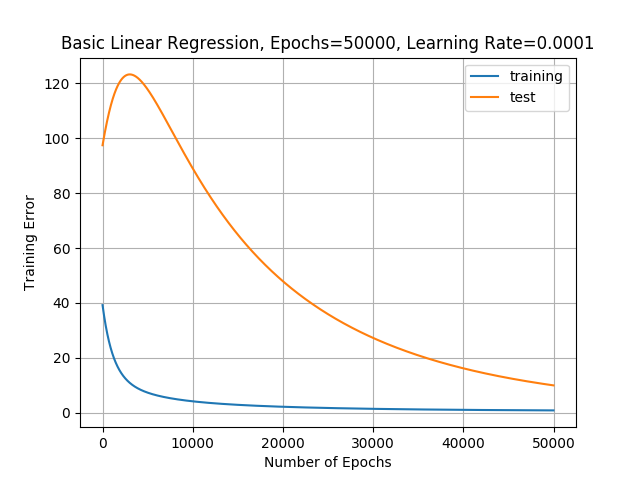 Basic Linear Regression, Epochs=50000, Learning Rate=0.0001
training
test
120
100
80
60
40
20
0
Training Error
0 10000 20000 30000 40000 50000
Number of Epochs